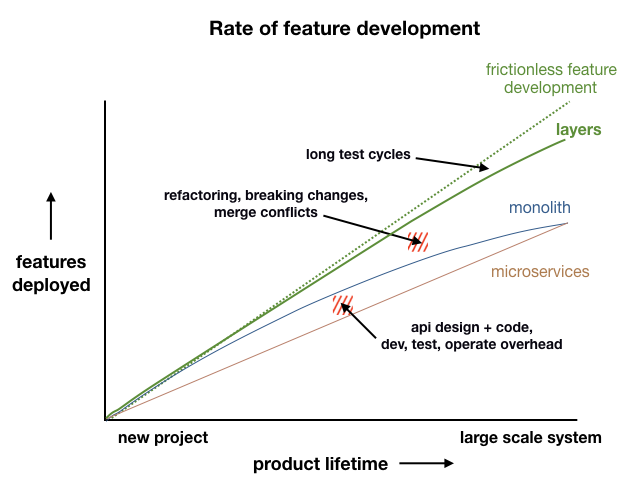 Rate of feature development
frictionless feature
development
layers
long test cycles
refactoring, breaking changes,
merge conflicts
monolith
features
deployed
microservices
api design + code,
dev, test, operate overhead
new project
large scale system
product lifetime